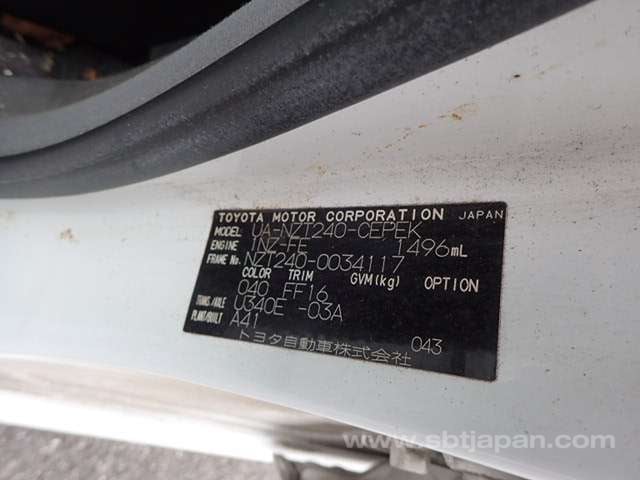 TOYOTA MOTOR CORPORATION JAPAN
MODEL: UA-NZT240-CEPEK
ENGINE: 1NZ-FE 1496mL
FRAME No. NZT240-0034117
COLOR TRIM GVM(kg) OPTION
040 FF16
TRANS./AXLE U340E -03A
PLANT/BUILT A41 043
トヨタ自動車株式会社
www.sbtjapan.com